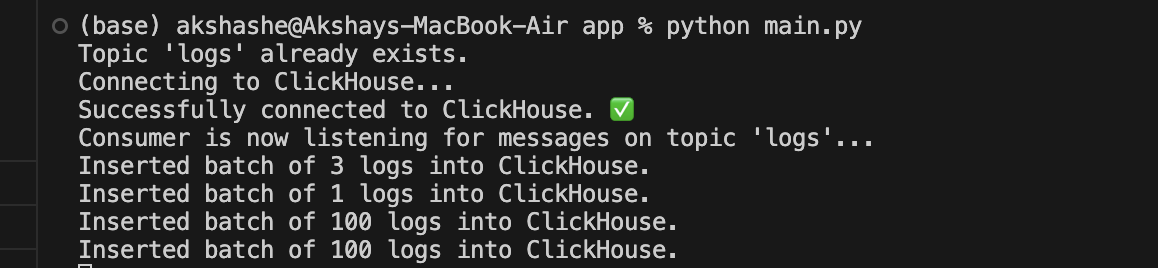 (base) akshashe@Akshays-MacBook-Air app % python main.py
Topic 'logs' already exists.
Connecting to ClickHouse...
Successfully connected to ClickHouse. ✅
Consumer is now listening for messages on topic 'logs'...
Inserted batch of 3 logs into ClickHouse.
Inserted batch of 1 logs into ClickHouse.
Inserted batch of 100 logs into ClickHouse.
Inserted batch of 100 logs into ClickHouse.